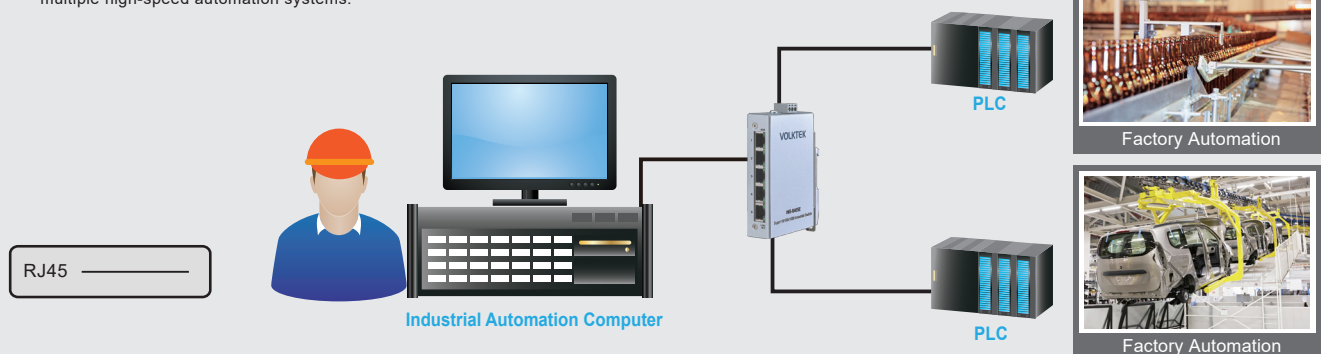 multiple high-speed automation systems.
PLC
Factory Automation
VOLKTEK
RJ45
Industrial Automation Computer
PLC
Factory Automation